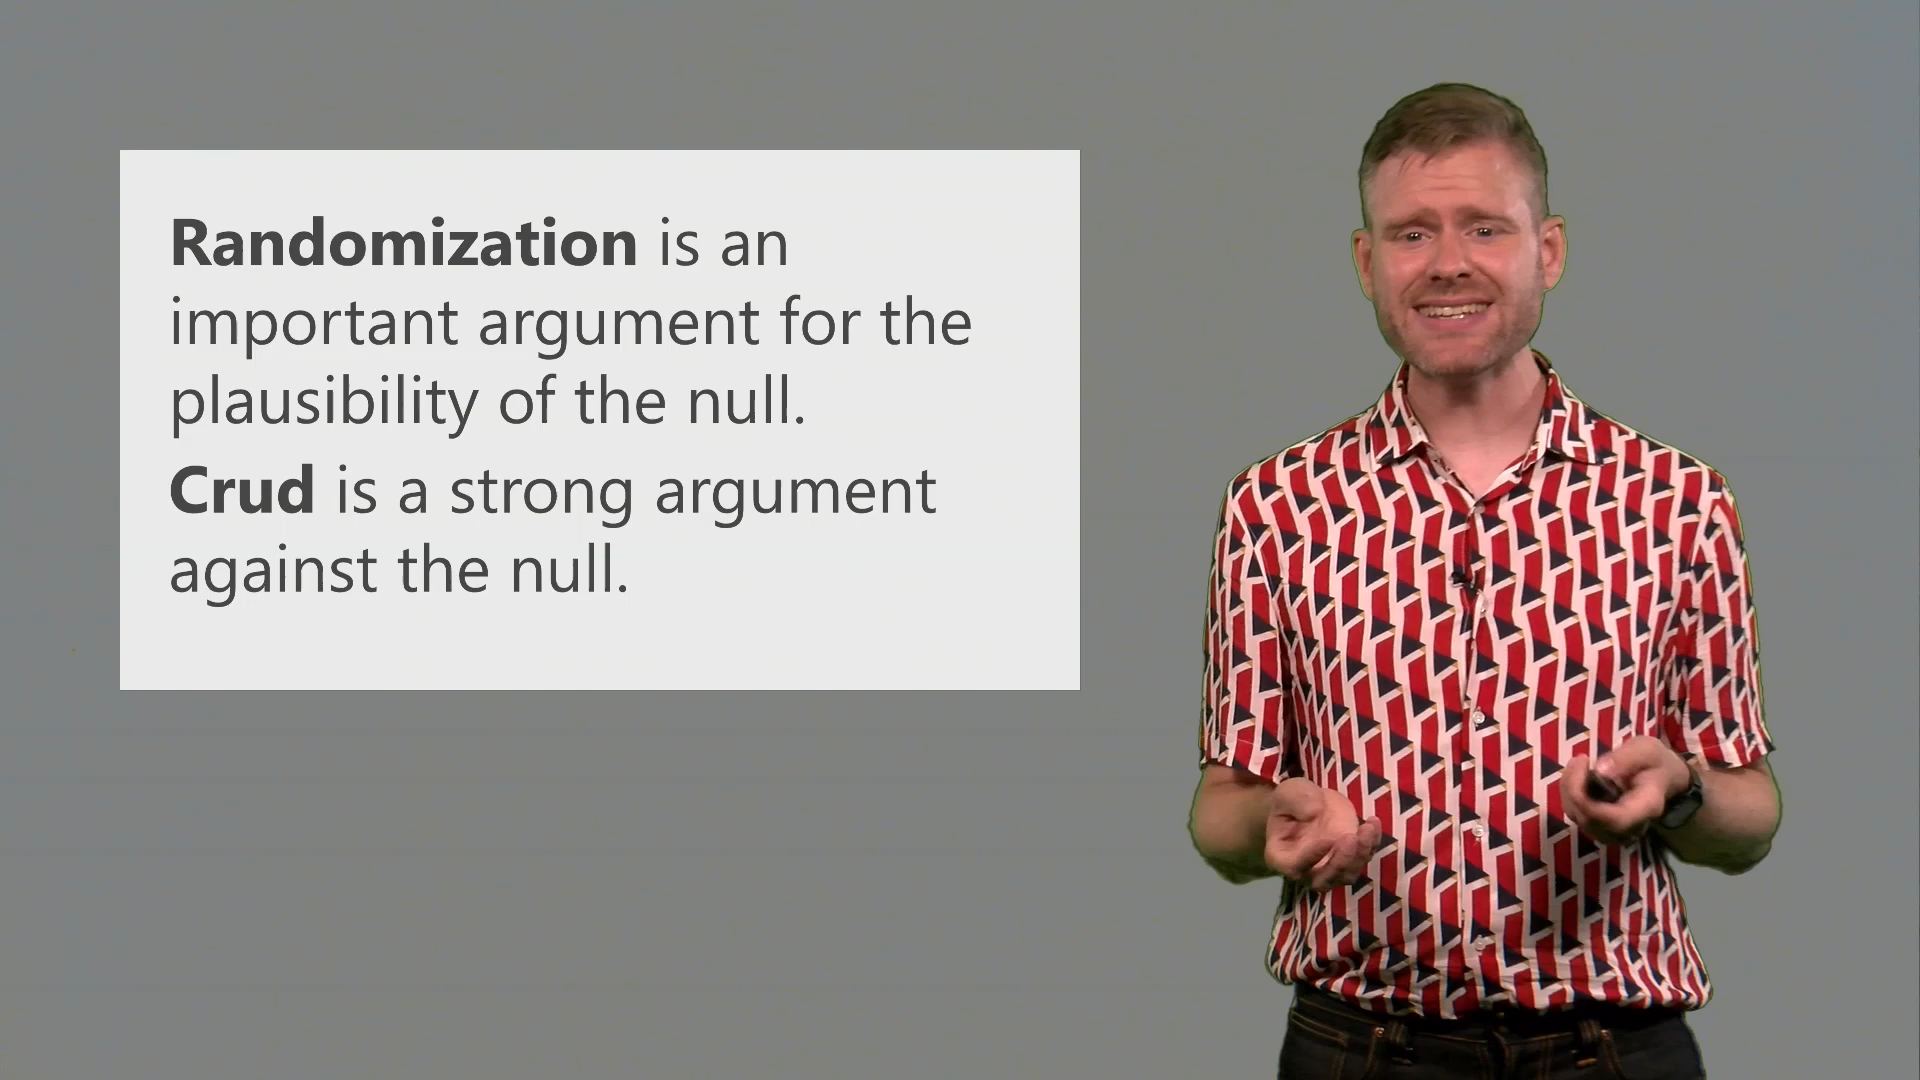 Randomization is an
important argument for the
plausibility of the null.
Crud is a strong argument
against the null.